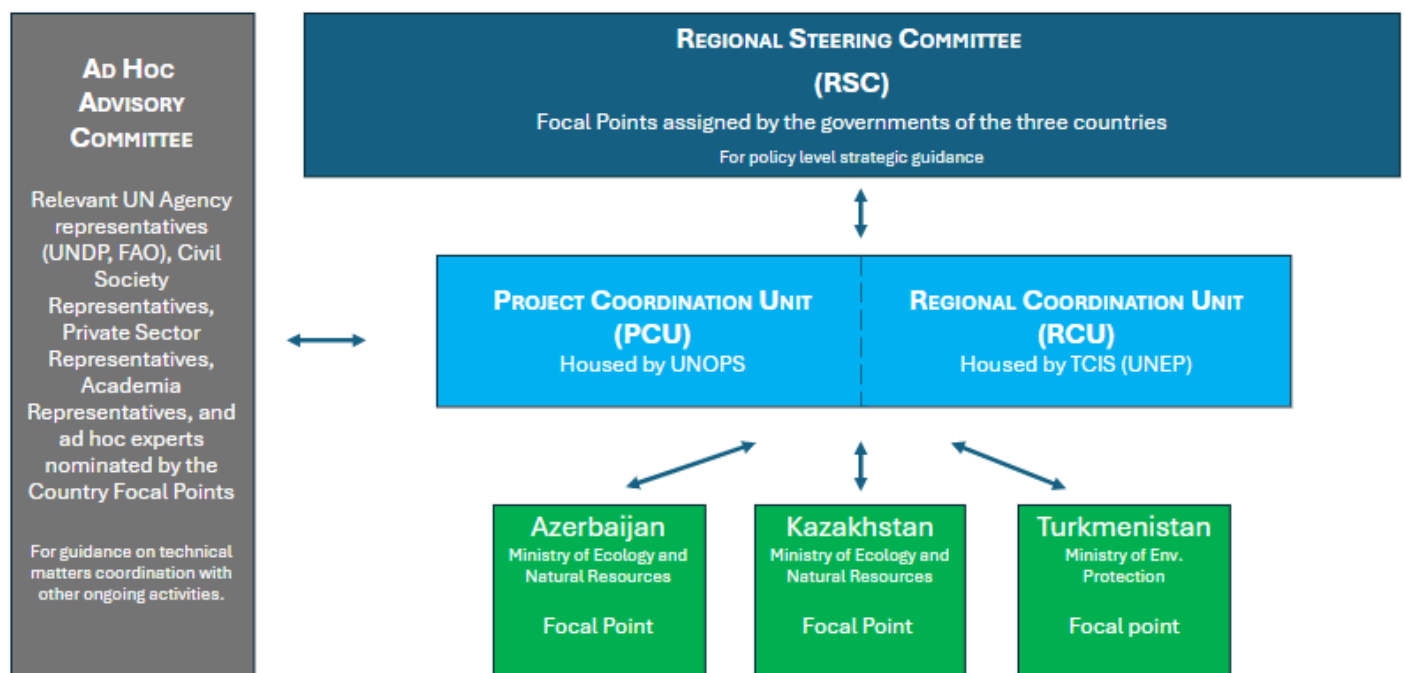 AD HOC
ADVISORY
COMMITTEE
Relevant UN Agency
representatives
(UNDP, FAO), Civil
Society
Representatives,
Private Sector
Representatives,
Academia
Representatives, and
ad hoc experts
nominated by the
Country Focal Points
For guidance on technical
matters coordination with
other ongoing activities.
REGIONAL STEERING COMMITTEE
(RSC)
Focal Points assigned by the governments of the three countries
For policy level strategic guidance
PROJECT COORDINATION UNIT
(PCU)
Housed by UNOPS
REGIONAL COORDINATION UNIT
(RCU)
Housed by TCIS (UNEP)
Azerbaijan
Ministry of Ecology and
Natural Resources
Focal Point
Kazakhstan
Ministry of Ecology and
Natural Resources
Focal Point
Turkmenistan
Ministry of Env.
Protection
Focal point